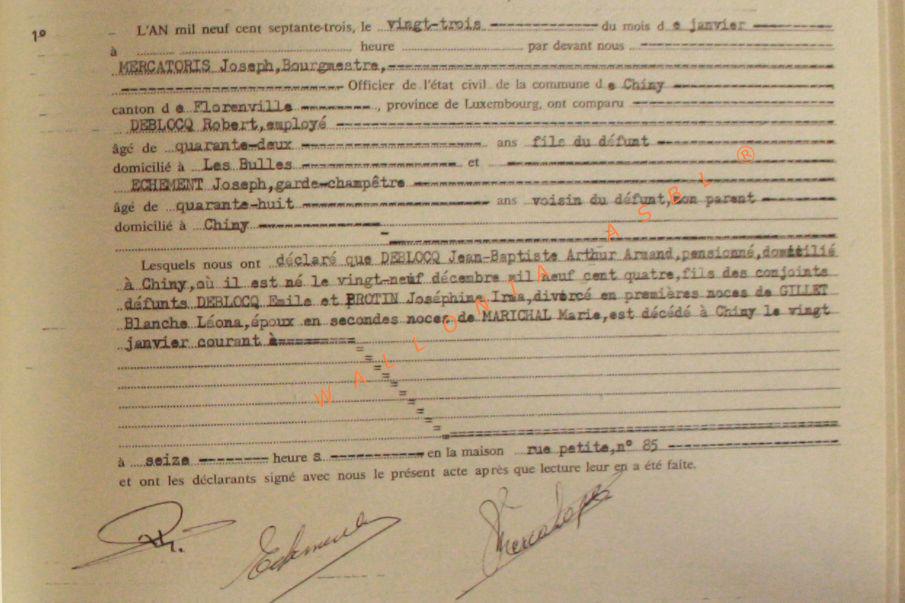 1º
L'AN mil neuf cent septante-trois, le vingt-trois du mois de janvier
à heure par devant nous
MERCATORIS Joseph, Bourgmestre,
Officier de l'état civil de la commune de Chiny
canton de Florenville, province de Luxembourg, ont comparu
DEBLOCQ Robert, employé
âgé de quarante-deux ans fils du défunt
domicilié à Les Bulles et
ECHEMENT Joseph, garde-champêtre
âgé de quarante-huit ans voisin du défunt, non parent
domicilié à Chiny
Lesquels nous ont déclaré que DEBLOCQ Jean-Baptiste Arthur Armand, pensionné, domicilié
à Chiny, où il est né le vingt-neuf décembre mil neuf cent quatre, fils des conjoints
défunts DEBLOCQ Emile et PROTIN Joséphine Irma, divorcé en premières noces de GILLET
Blanche Léona, époux en secondes noces de MARICHAL Marie, est décédé à Chiny le vingt
janvier courant à
à seize heures en la maison rue petite, n° 85
et ont les déclarants signé avec nous le présent acte après que lecture leur en a été faite.
WALLONIA ASBL ®